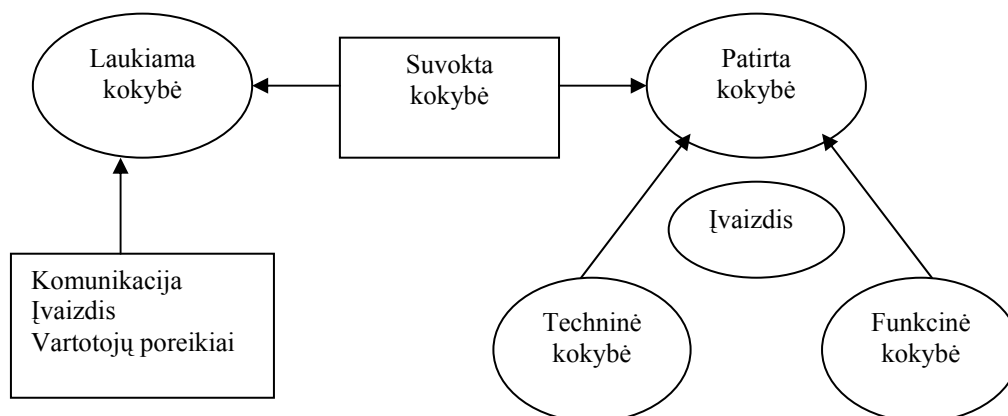 Laukiama
kokybė
Suvokta
kokybė
Patirta
kokybė
Įvaizdis
Komunikacija
Įvaizdis
Vartotojų poreikiai
Techninė
kokybė
Funkcinė
kokybė